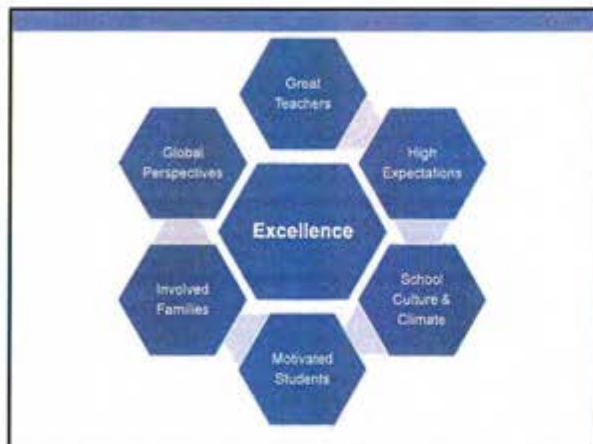 Great
Teachers
High
Expectations
School
Culture &
Climate
Motivated
Students
Involved
Families
Global
Perspectives
Excellence